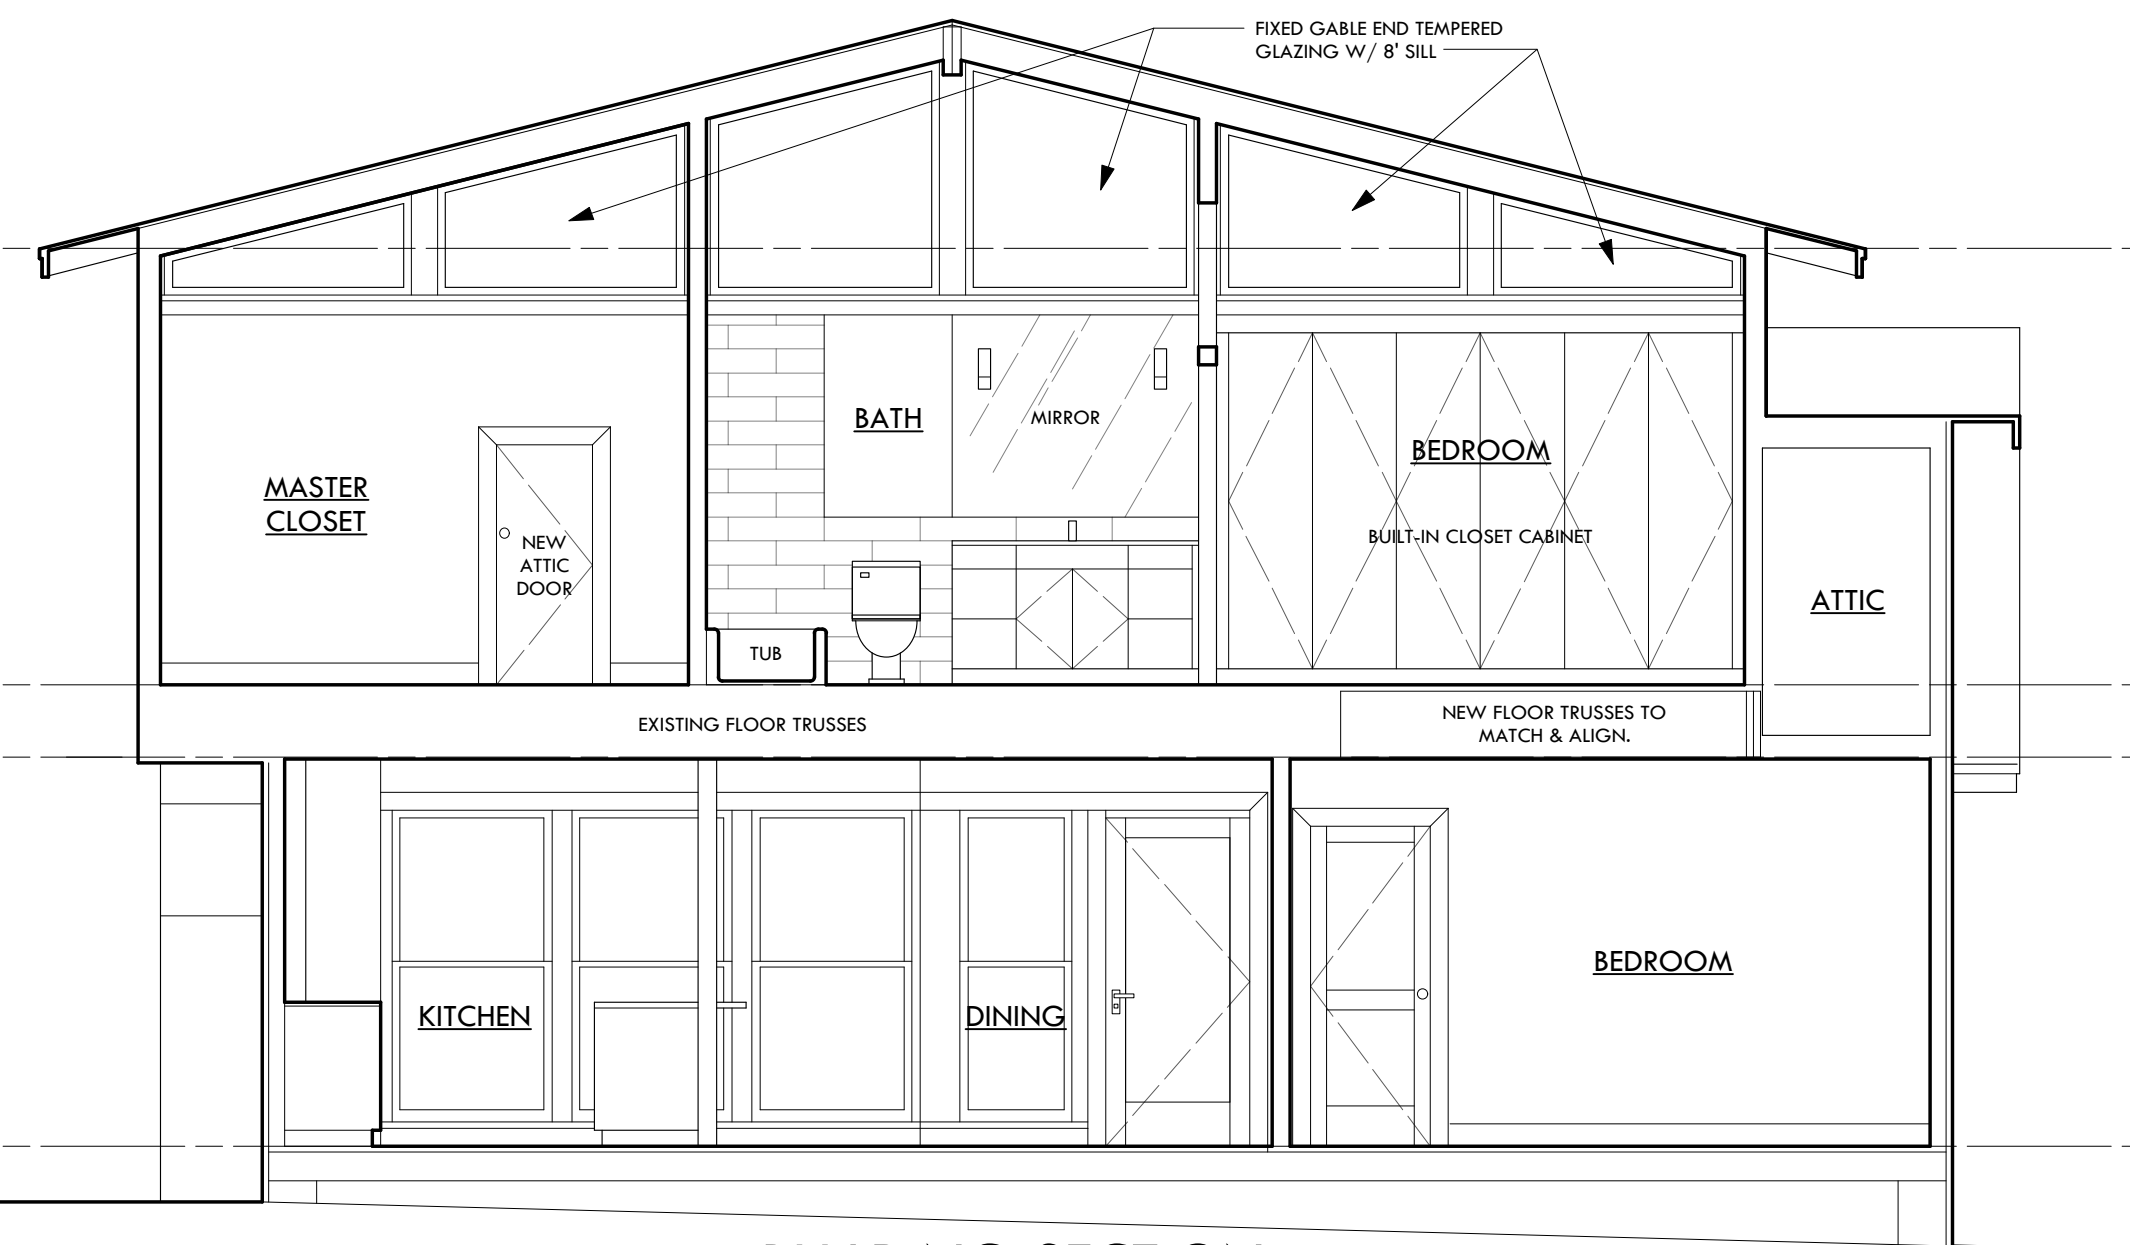 FIXED GABLE END TEMPERED
GLAZING W/ 8' SILL
BATH
MIRROR
BEDROOM
MASTER
CLOSET
NEW
ATTIC
DOOR
BUILT-IN CLOSET CABINET
ATTIC
TUB
EXISTING FLOOR TRUSSES
NEW FLOOR TRUSSES TO
MATCH & ALIGN.
BEDROOM
KITCHEN
DINING